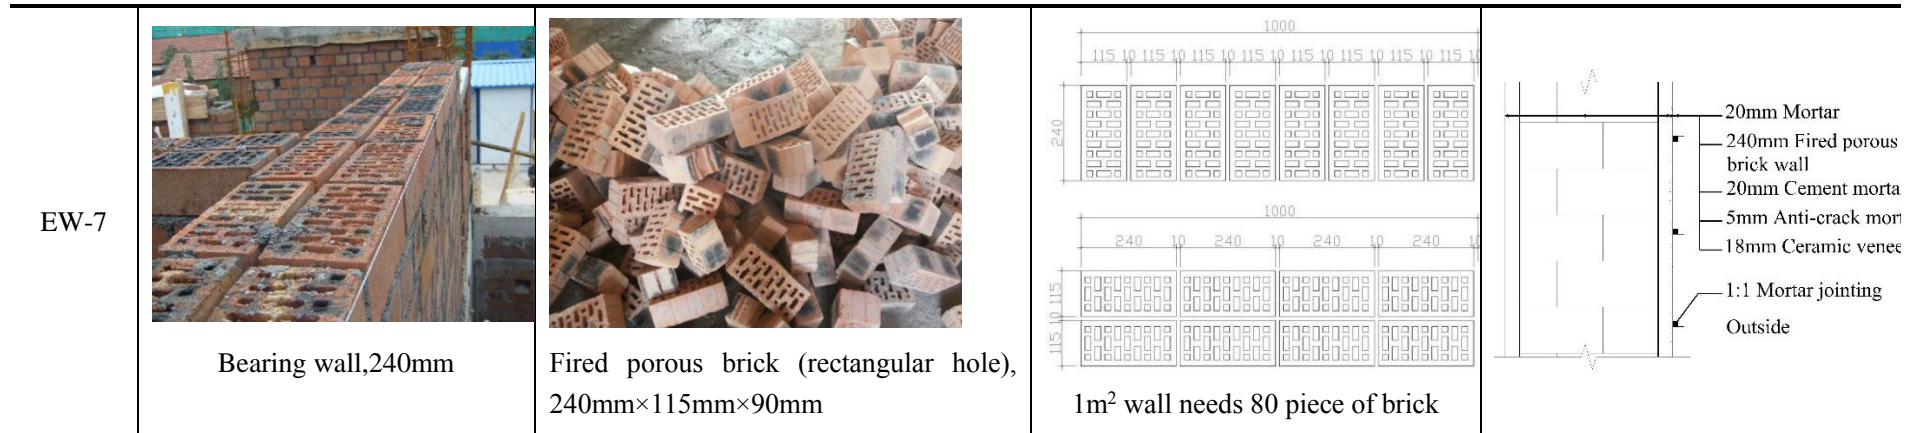 EW-7
Bearing wall,240mm
Fired porous brick (rectangular hole),
240mm×115mm×90mm
1000
115 10 115 10 115 10 115 10 115 10 115 10 115 10 115 10
240
1000
240 10 240 10 240 10 240 10
115 10 115
1m² wall needs 80 piece of brick
20mm Mortar
240mm Fired porous
brick wall
20mm Cement morta
5mm Anti-crack mort
18mm Ceramic venee
1:1 Mortar jointing
Outside